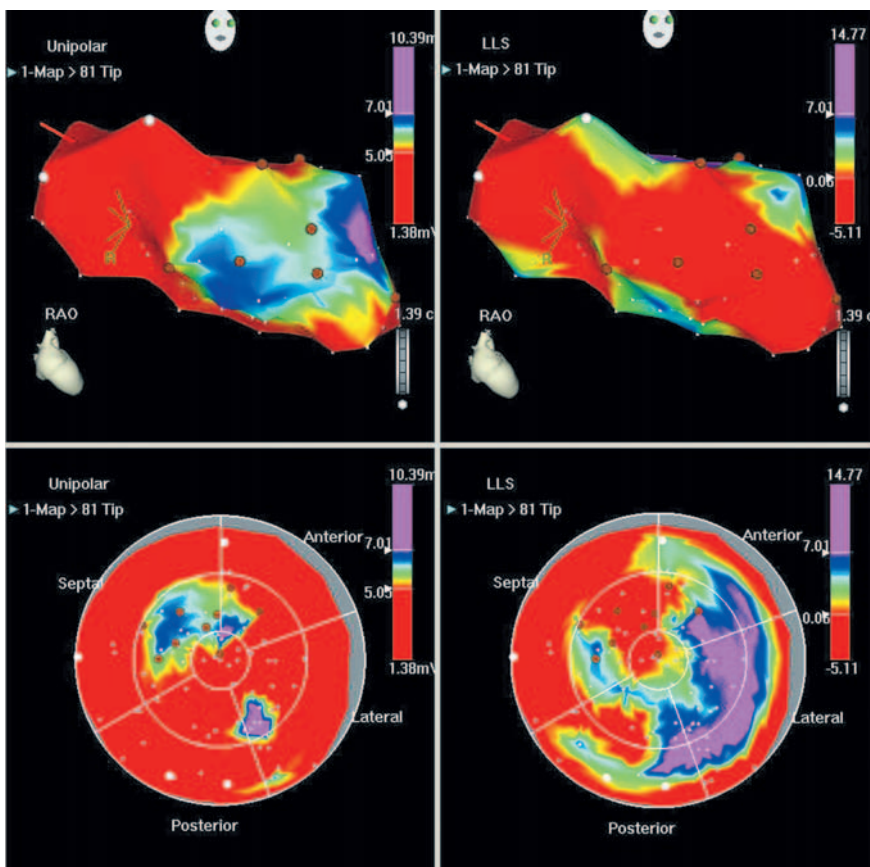 Unipolar
1-Map > 81 Tip
10.39m
7.01
5.05
1.38mV
RAO
1.39 c
LLS
1-Map > 81 Tip
14.77
7.01
0.05
-5.11
RAO
1.39 c
Unipolar
1-Map > 81 Tip
10.39m
7.01
5.05
1.38mV
Anterior
Septal
Lateral
Posterior
LLS
1-Map > 81 Tip
14.77
7.01
0.05
-5.11
Anterior
Septal
Lateral
Posterior